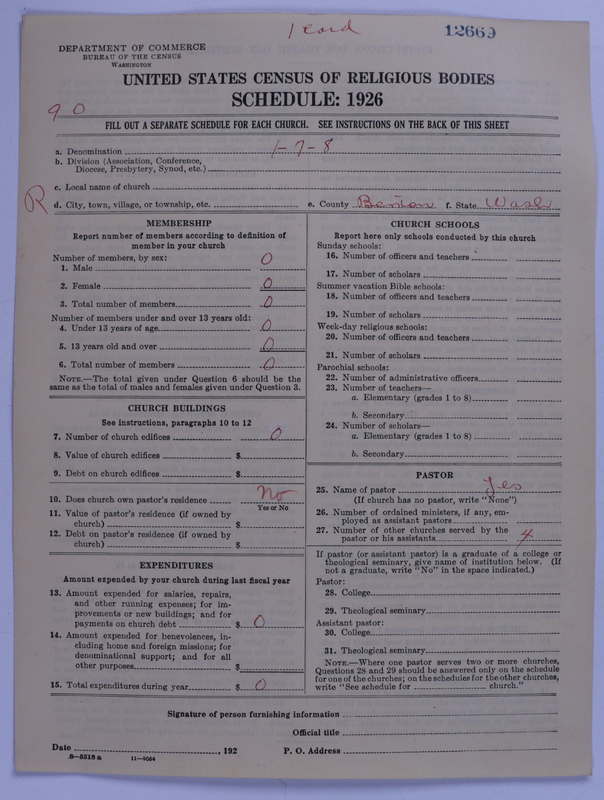 1 card
12669
DEPARTMENT OF COMMERCE
BUREAU OF THE CENSUS
WASHINGTON
UNITED STATES CENSUS OF RELIGIOUS BODIES
SCHEDULE: 1926
90
FILL OUT A SEPARATE SCHEDULE FOR EACH CHURCH. SEE INSTRUCTIONS ON THE BACK OF THIS SHEET
a. Denomination 1-7-8
b. Division (Association, Conference,
Diocese, Presbytery, Synod, etc.)
c. Local name of church
R
d. City, town, village, or township, etc. e. County Benton f. State Wash
MEMBERSHIP
Report number of members according to definition of
member in your church
Number of members, by sex:
1. Male 0
2. Female 0
3. Total number of members 0
Number of members under and over 13 years old:
4. Under 13 years of age 0
5. 13 years old and over 0
6. Total number of members 0
NOTE.—The total given under Question 6 should be the
same as the total of males and females given under Question 3.
CHURCH BUILDINGS
See instructions, paragraphs 10 to 12
7. Number of church edifices 0
8. Value of church edifices $
9. Debt on church edifices $
10. Does church own pastor's residence No
Yes or No
11. Value of pastor's residence (if owned by
church) $
12. Debt on pastor's residence (if owned by
church) $
EXPENDITURES
Amount expended by your church during last fiscal year
13. Amount expended for salaries, repairs,
and other running expenses; for im-
provements or new buildings; and for
payments on church debt $ 0
14. Amount expended for benevolences, in-
cluding home and foreign missions; for
denominational support; and for all
other purposes $
15. Total expenditures during year $ 0
CHURCH SCHOOLS
Report here only schools conducted by this church
Sunday schools:
16. Number of officers and teachers
17. Number of scholars
Summer vacation Bible schools:
18. Number of officers and teachers
19. Number of scholars
Week-day religious schools:
20. Number of officers and teachers
21. Number of scholars
Parochial schools:
22. Number of administrative officers
23. Number of teachers—
a. Elementary (grades 1 to 8)
b. Secondary
24. Number of scholars—
a. Elementary (grades 1 to 8)
b. Secondary
PASTOR
25. Name of pastor Yes
(If church has no pastor, write "None")
26. Number of ordained ministers, if any, em-
ployed as assistant pastors
27. Number of other churches served by the
pastor or his assistants 4
If pastor (or assistant pastor) is a graduate of a college or
theological seminary, give name of institution below. (If
not a graduate, write "No" in the space indicated.)
Pastor:
28. College
29. Theological seminary
Assistant pastor:
30. College
31. Theological seminary
NOTE.—Where one pastor serves two or more churches,
Questions 28 and 29 should be answered only on the schedule
for one of the churches; on the schedules for the other churches,
write "See schedule for church."
Signature of person furnishing information
Official title
Date , 192 P. O. Address
8—5518 a 11—9054